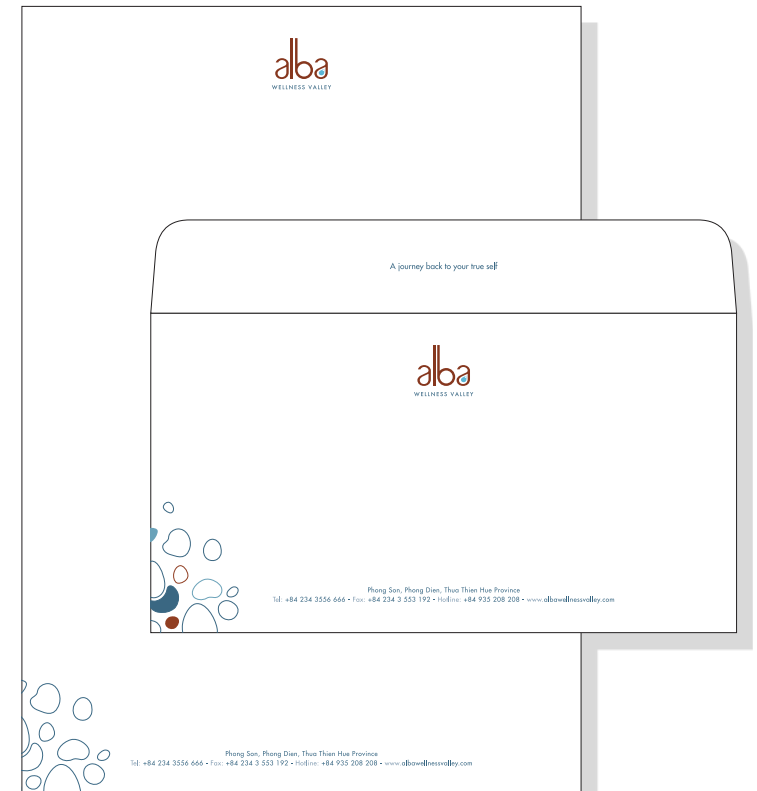 alba
WELLNESS VALLEY
A journey back to your true self
alba
WELLNESS VALLEY
Phong Son, Phong Dien, Thua Thien Hue Province
Tel: +84 234 3556 666 - Fax: +84 234 3 553 192 - Hotline: +84 935 208 208 - www.albawellnessvalley.com
Phong Son, Phong Dien, Thua Thien Hue Province
Tel: +84 234 3556 666 - Fax: +84 234 3 553 192 - Hotline: +84 935 208 208 - www.albawellnessvalley.com